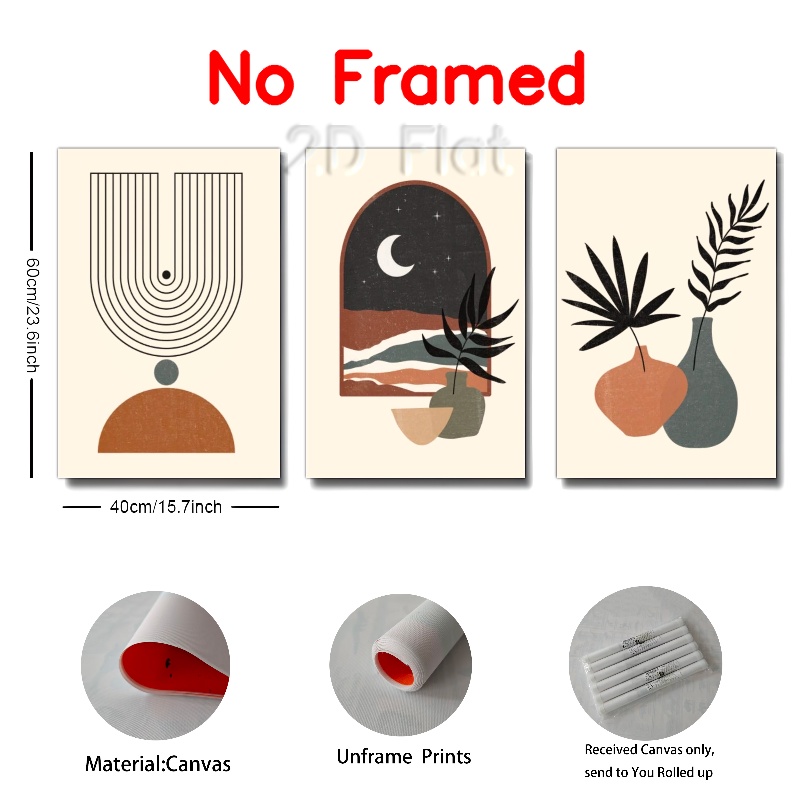 No Framed
2D Flat
60cm/23.6inch
40cm/15.7inch
Material:Canvas
Unframe Prints
Received Canvas only,
send to You Rolled up